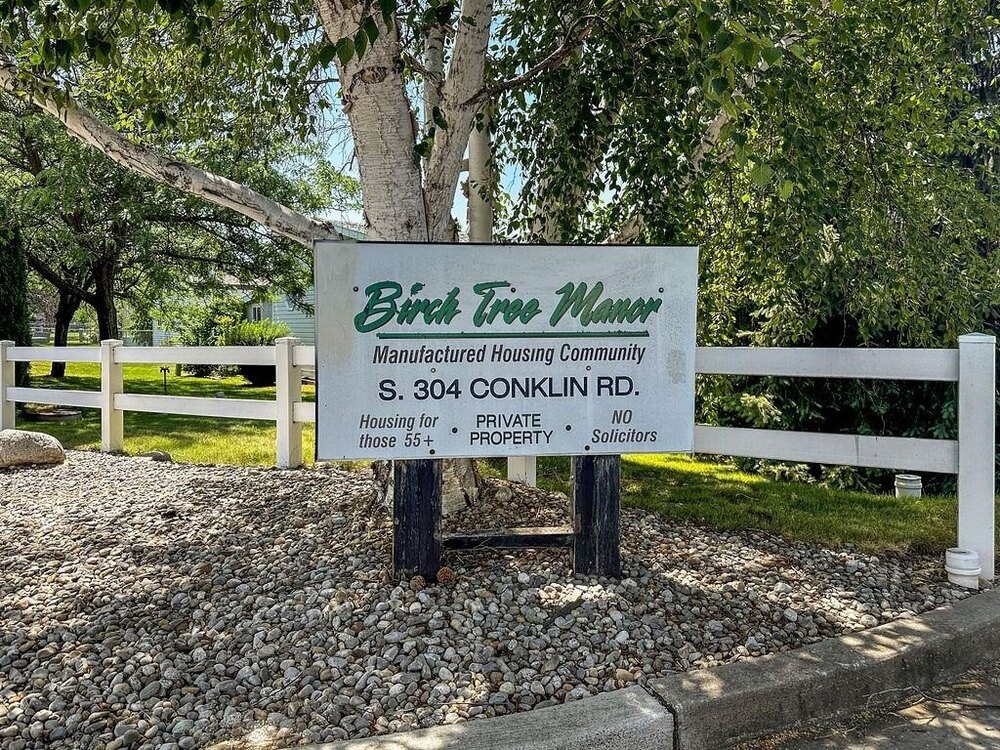 Birch Tree Manor
Manufactured Housing Community
S. 304 CONKLIN RD.
Housing for
those 55+
• PRIVATE
PROPERTY •
NO
Solicitors